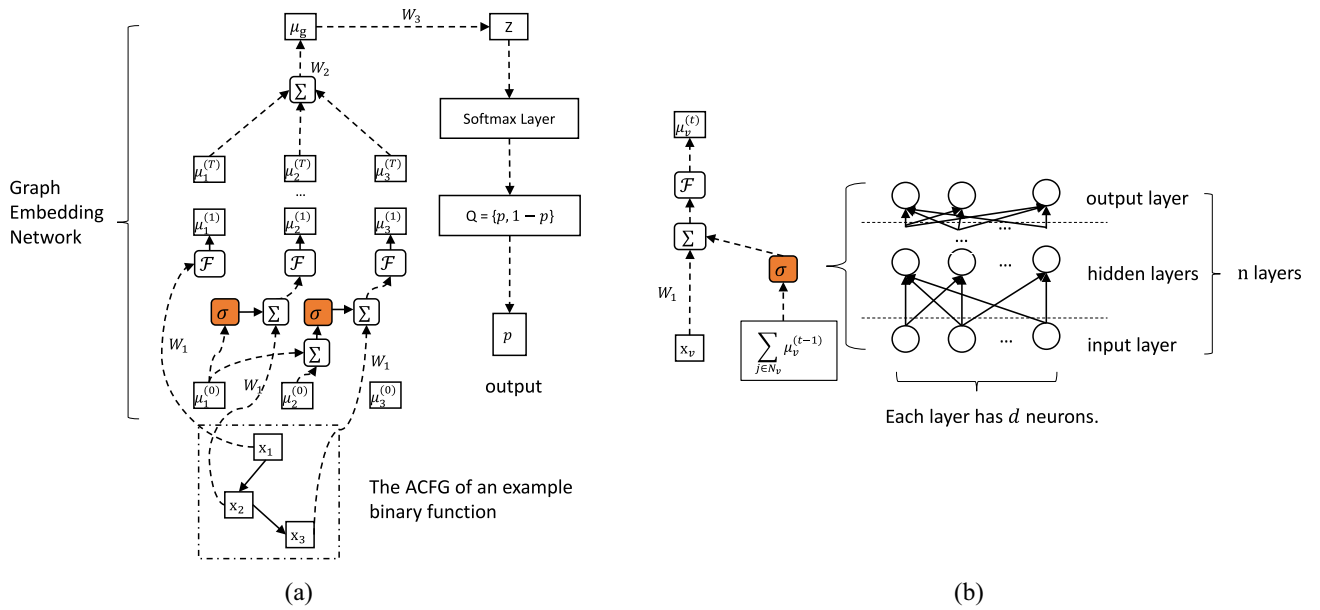 μg
W3
Z
W2
Σ
Softmax Layer
μ1(T)
μ2(T)
μ3(T)
...
Graph
Embedding
Network
Q = {p, 1 − p}
μ1(1)
μ2(1)
μ3(1)
ℱ
ℱ
ℱ
σ
Σ
σ
Σ
W1
Σ
W1
W1
p
output
μ1(0)
μ2(0)
μ3(0)
x1
x2
x3
The ACFG of an example
binary function
(a)
μv(t)
ℱ
Σ
σ
W1
xv
∑ j∈Nv μv(t−1)
output layer
...
...
hidden layers
...
n layers
input layer
...
Each layer has d neurons.
(b)